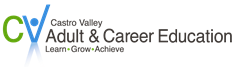 CV
Castro Valley
Adult & Career Education
Learn•Grow•Achieve